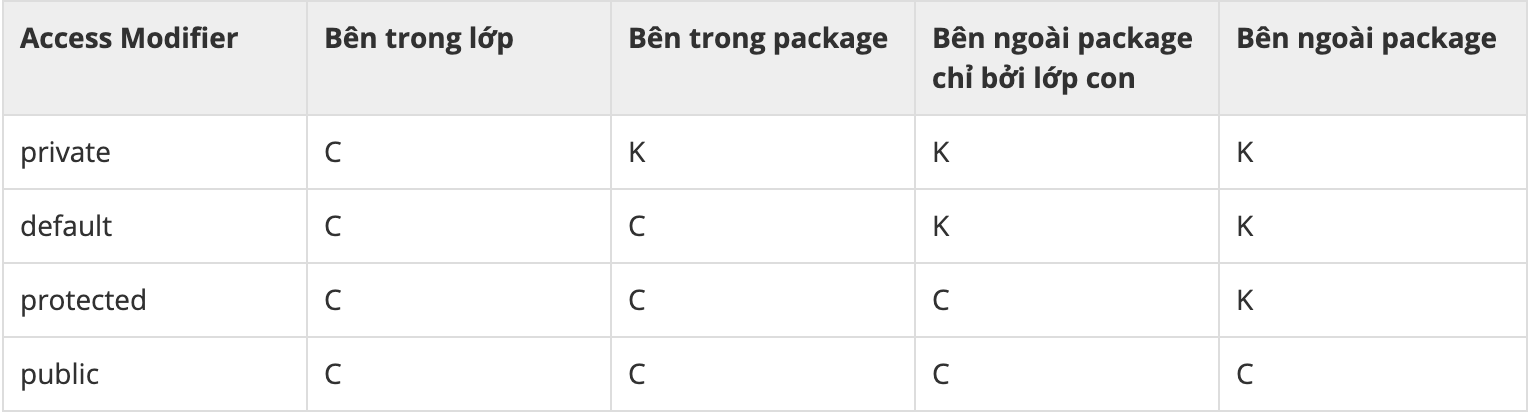 Access Modifier Bên trong lớp Bên trong package Bên ngoài package chỉ bởi lớp con Bên ngoài package
private C K K K
default C C K K
protected C C C K
public C C C C